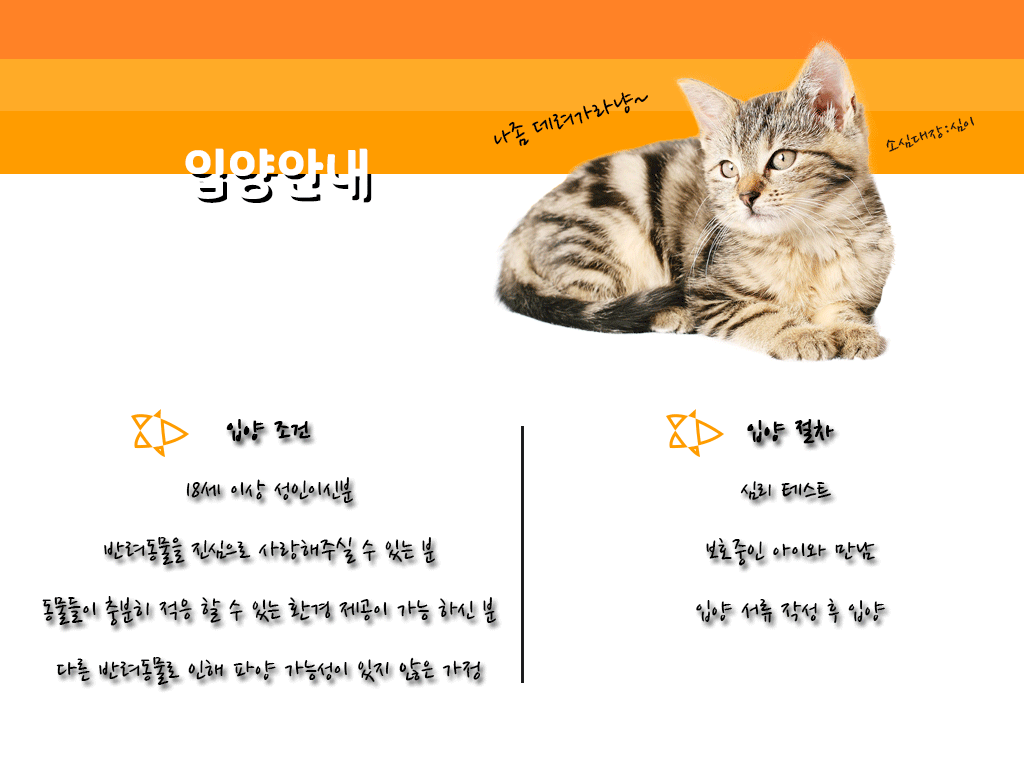 나좀 데려가라냥~
소심대장:심이
입양안내
입양 조건
18세 이상 성인이신분
반려동물을 진심으로 사랑해주실 수 있는 분
동물들이 충분히 적응 할 수 있는 환경 제공이 가능 하신 분
다른 반려동물로 인해 파양 가능성이 있지 않은 가정
입양 절차
심리 테스트
보호중인 아이와 만남
입양 서류 작성 후 입양